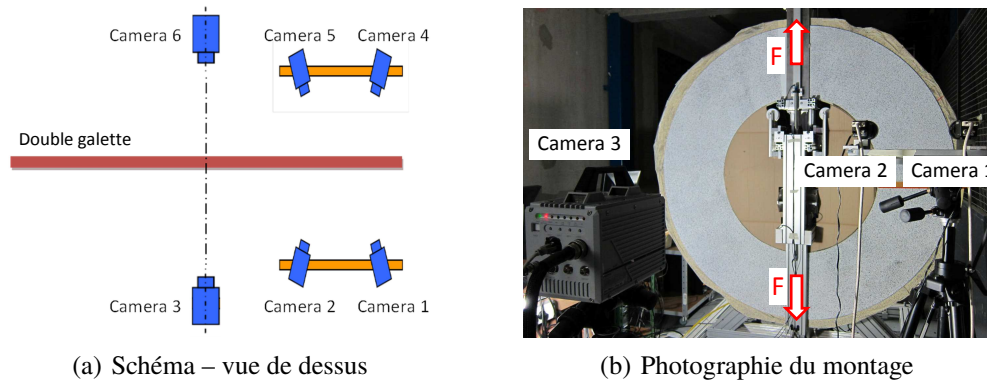 Camera 6
Camera 5
Camera 4
Double galette
Camera 3
Camera 2
Camera 1
(a) Schéma – vue de dessus
F
Camera 3
Camera 2
Camera 1
F
(b) Photographie du montage